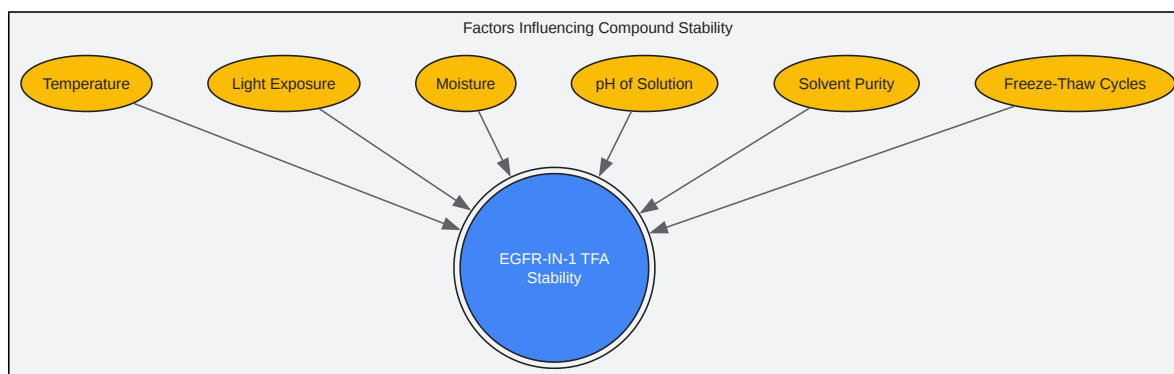 Factors Influencing Compound Stability
Temperature
Light Exposure
Moisture
pH of Solution
Solvent Purity
Freeze-Thaw Cycles
EGFR-IN-1 TFA
Stability